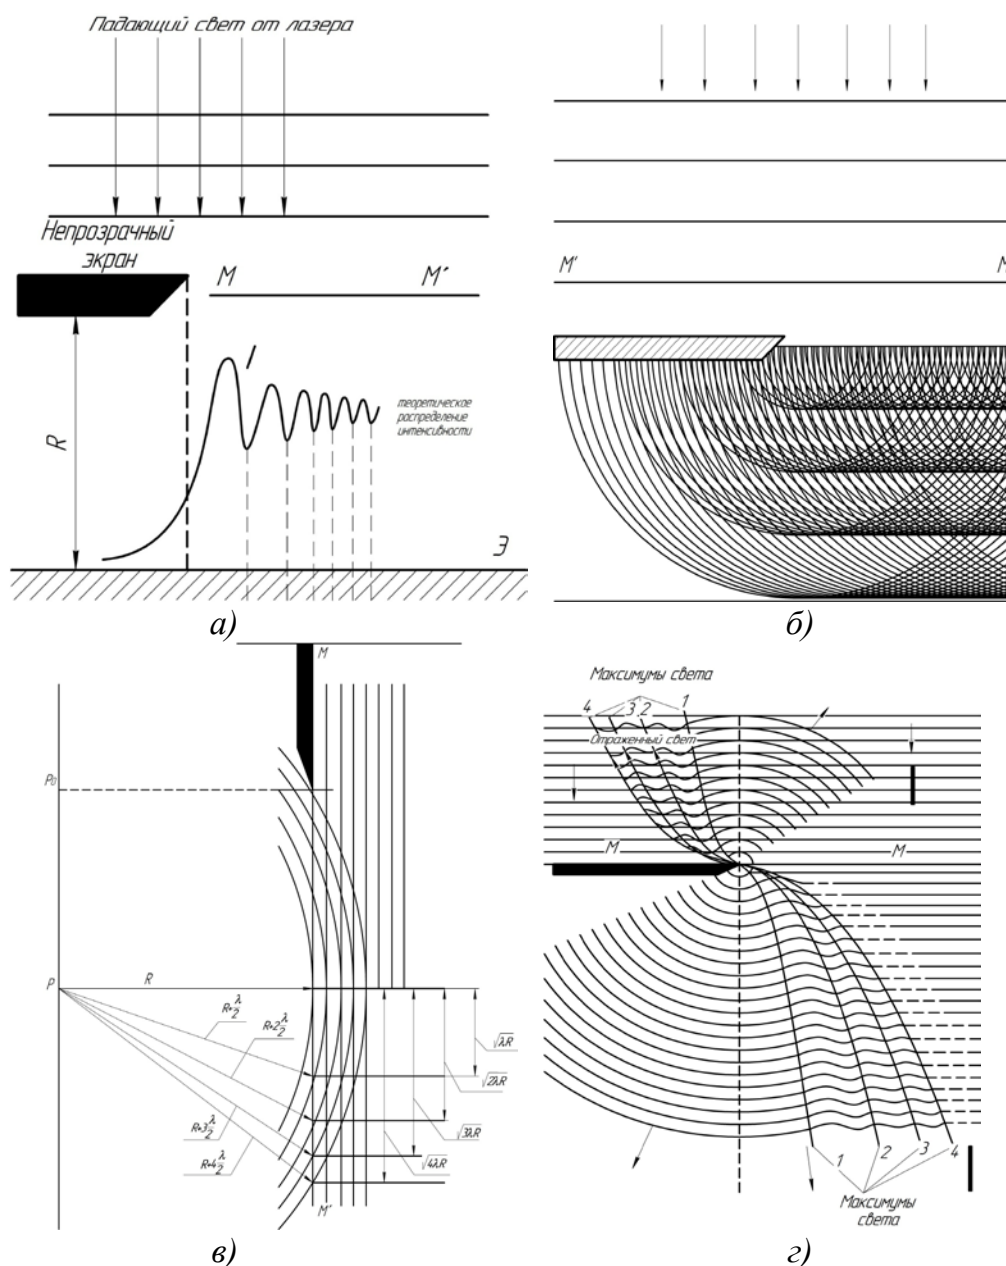 Падающий свет от лазера
Непрозрачный
экран
M
M'
I
теоретическое
распределение
интенсивности
R
Э
а)
M'
M
б)
M
P₀
P
R
R+λ/2
R+2λ/2
R+3λ/2
R+4λ/2
√λR
√2λR
√3λR
√4λR
M'
в)
Максимумы света
4 3 2 1
Отраженный свет
M
M
1 2 3 4
Максимумы
света
г)